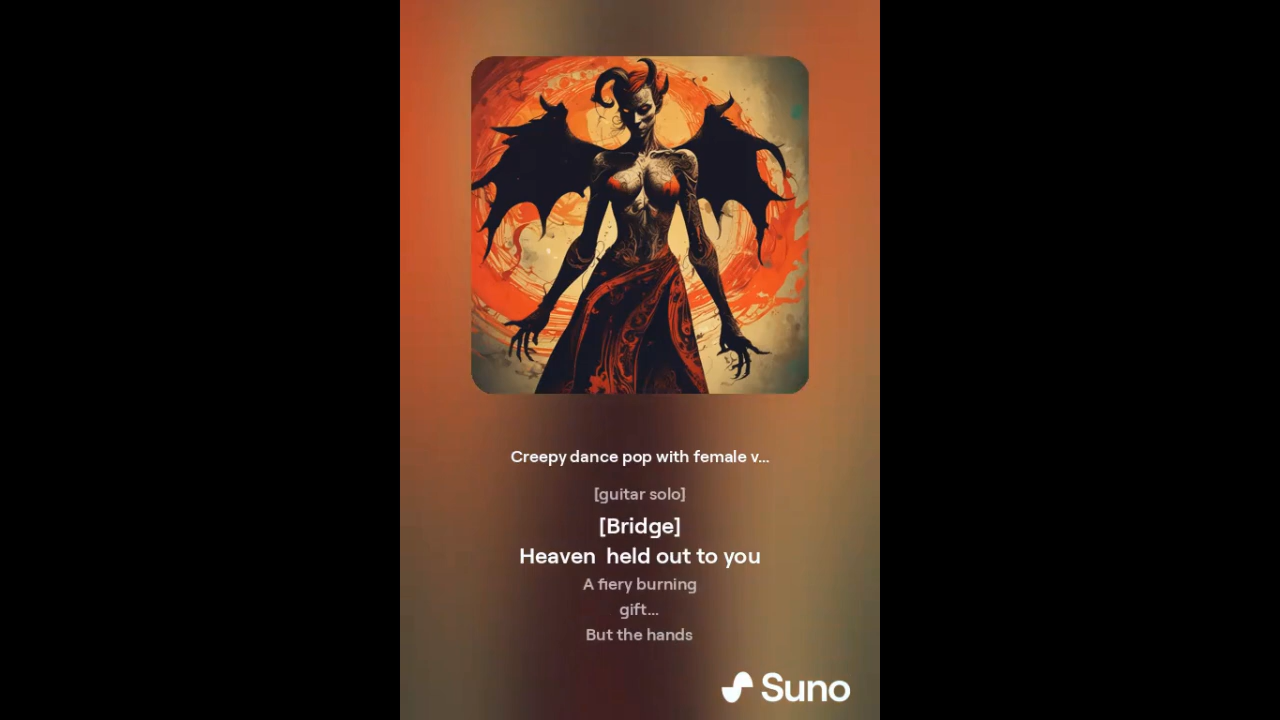 Creepy dance pop with female v...
[guitar solo]
[Bridge]
Heaven  held out to you
A fiery burning
gift...
But the hands
Suno